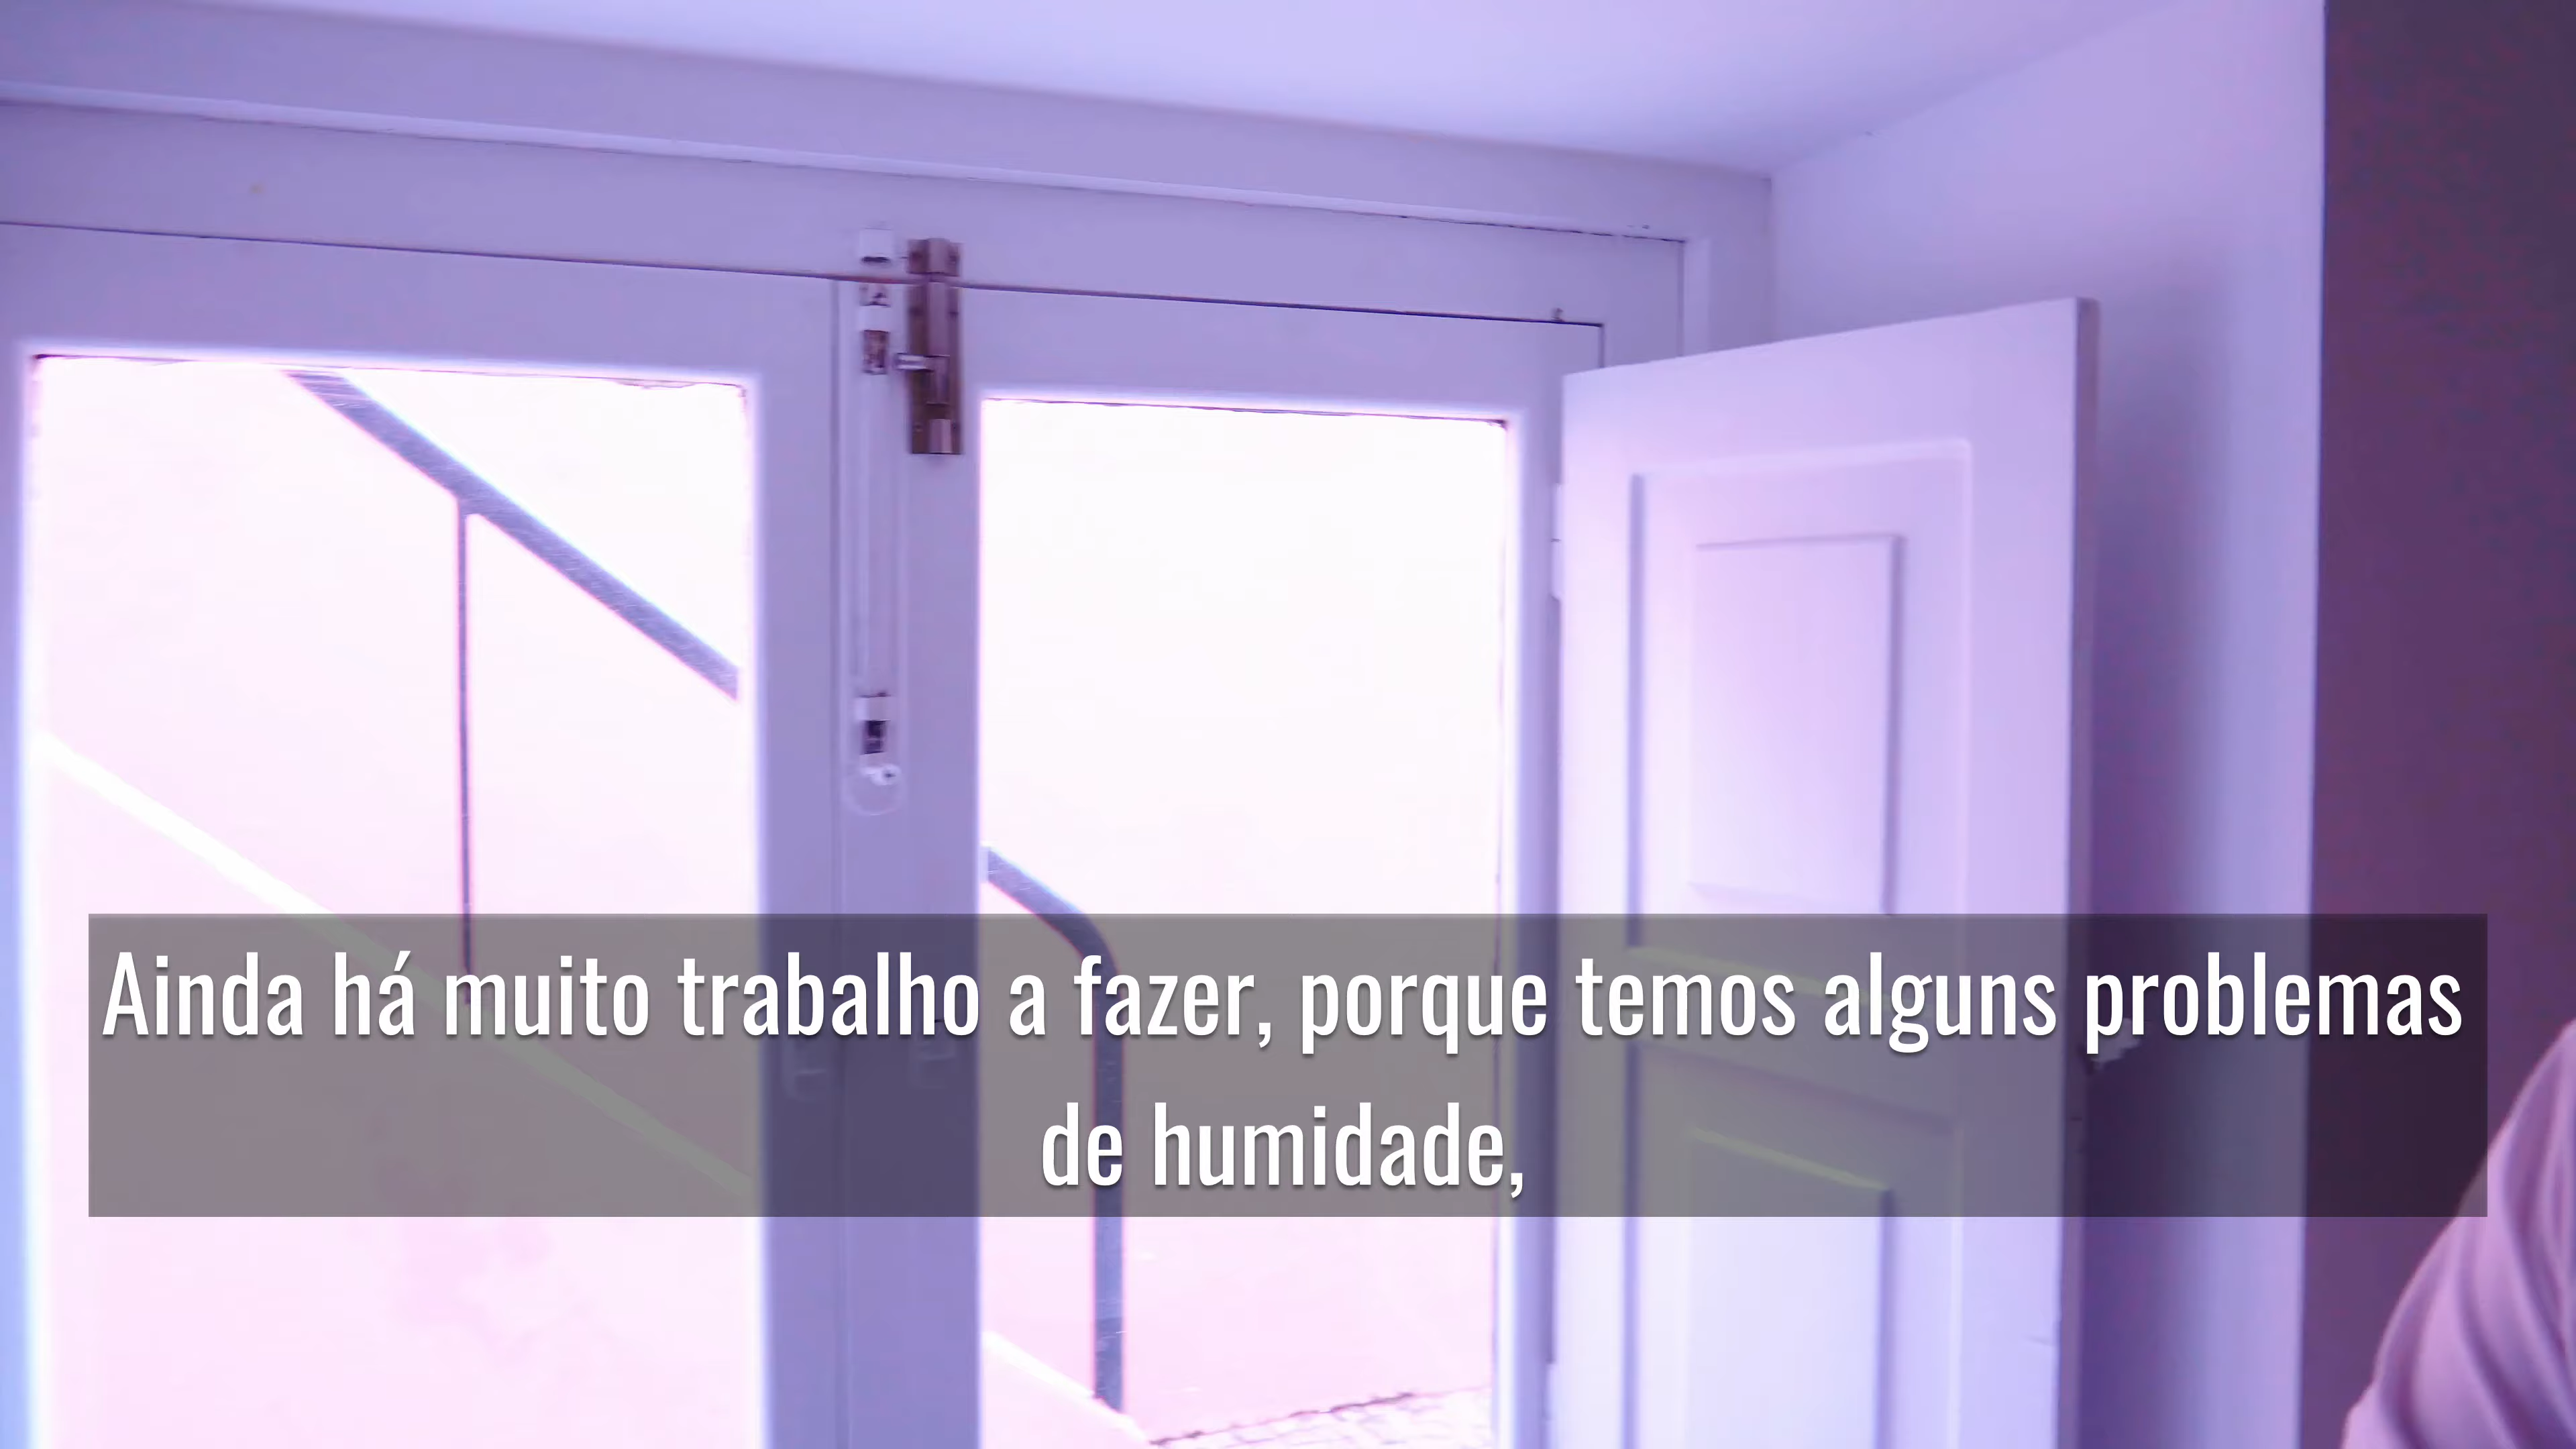 Ainda há muito trabalho a fazer, porque temos alguns problemas
de humidade,